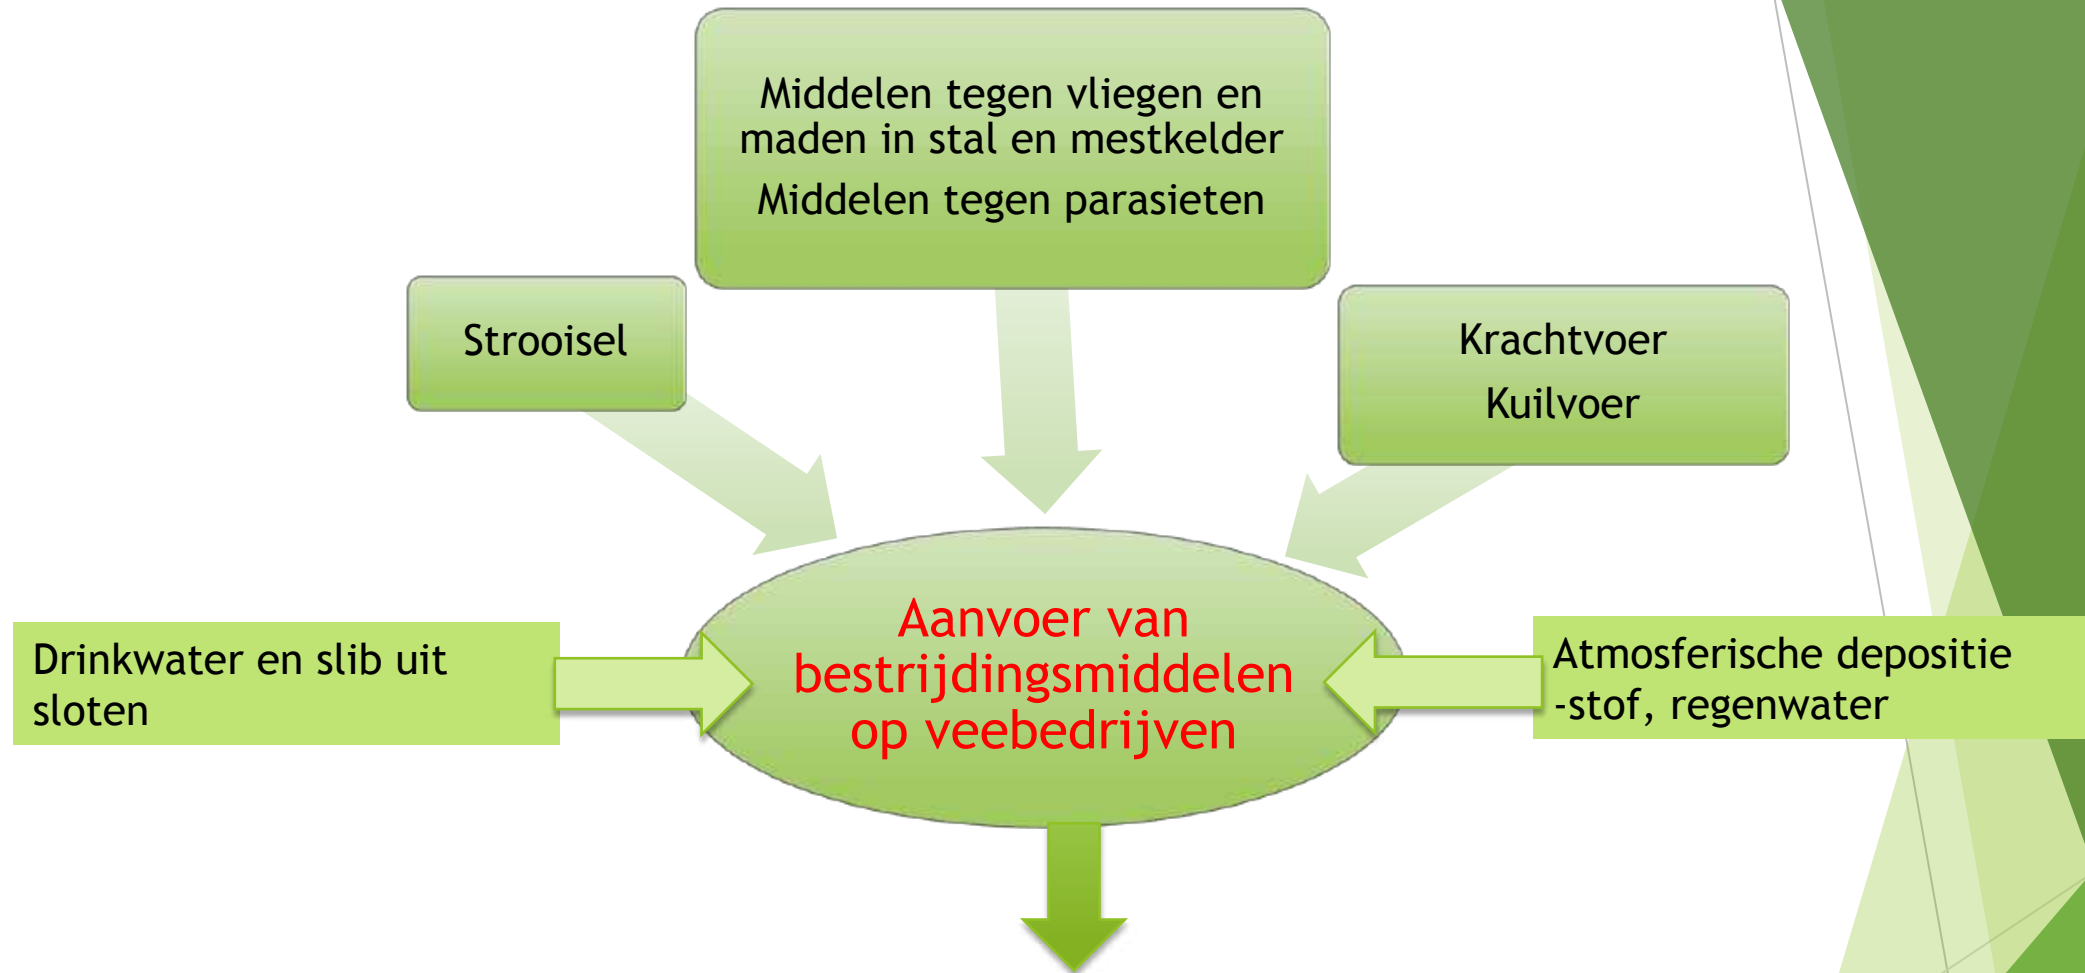 Middelen tegen vliegen en
maden in stal en mestkelder
Middelen tegen parasieten
Strooisel
Krachtvoer
Kuilvoer
Aanvoer van
bestrijdingsmiddelen
op veebedrijven
Drinkwater en slib uit
sloten
Atmosferische depositie
-stof, regenwater